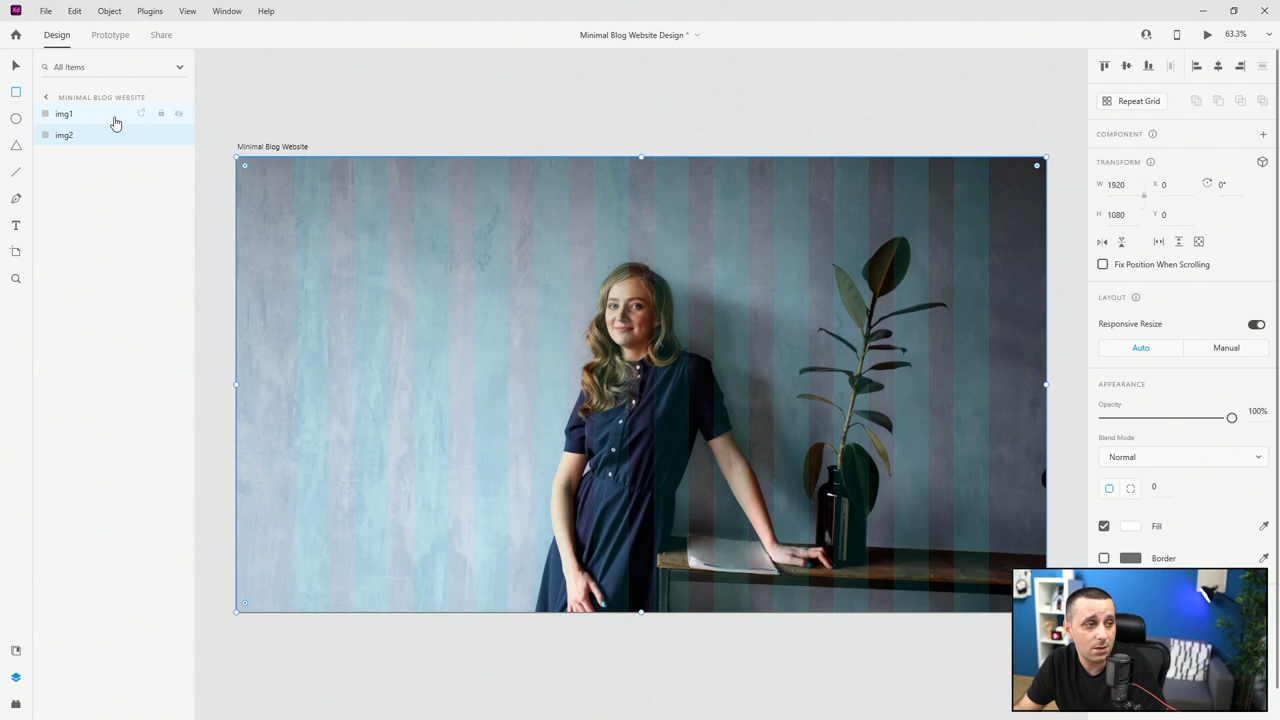 Xd File Edit Object Plugins View Window Help
Design Prototype Share
Minimal Blog Website Design *
63.3%
All Items
MINIMAL BLOG WEBSITE
img1
img2
Minimal Blog Website
Repeat Grid
COMPONENT
TRANSFORM
W 1920 X 0 0°
H 1080 Y 0
Fix Position When Scrolling
LAYOUT
Responsive Resize
Auto Manual
APPEARANCE
Opacity
100%
Blend Mode
Normal
0
Fill
Border